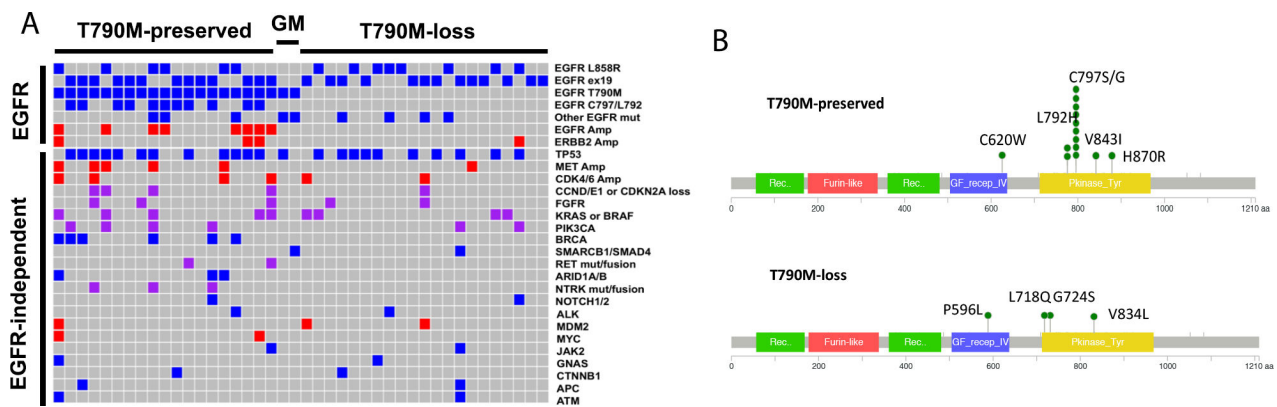 A
T790M-preserved
GM
T790M-loss
EGFR
EGFR L858R
EGFR ex19
EGFR T790M
EGFR C797/L792
Other EGFR mut
EGFR Amp
ERBB2 Amp
EGFR-independent
TP53
MET Amp
CDK4/6 Amp
CCND/E1 or CDKN2A loss
FGFR
KRAS or BRAF
PIK3CA
BRCA
SMARCB1/SMAD4
RET mut/fusion
ARID1A/B
NTRK mut/fusion
NOTCH1/2
ALK
MDM2
MYC
JAK2
GNAS
CTNNB1
APC
ATM
B
T790M-preserved
C797S/G
L792H
C620W
V843I
H870R
Rec..
Furin-like
Rec..
GF_recep_IV
Pkinase_Tyr
0 200 400 600 800 1000 1210 aa
T790M-loss
P596L
L718Q G724S
V834L
Rec..
Furin-like
Rec..
GF_recep_IV
Pkinase_Tyr
0 200 400 600 800 1000 1210 aa